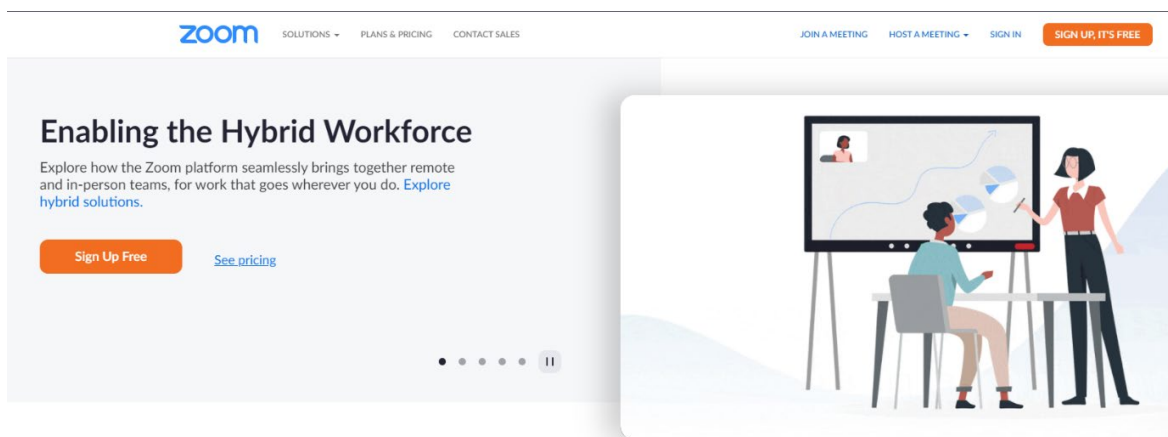 zoom SOLUTIONS PLANS & PRICING CONTACT SALES JOIN A MEETING HOST A MEETING SIGN IN SIGN UP, IT'S FREE
Enabling the Hybrid Workforce
Explore how the Zoom platform seamlessly brings together remote
and in-person teams, for work that goes wherever you do. Explore
hybrid solutions.
Sign Up Free See pricing